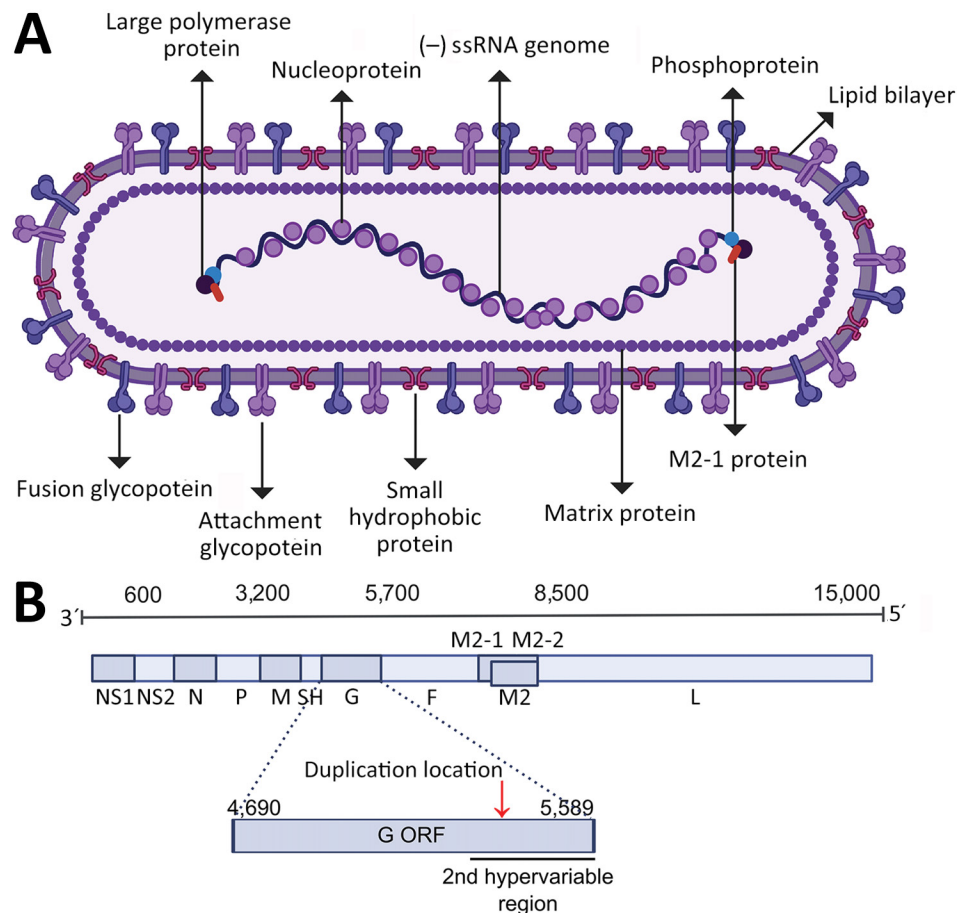 A
Large polymerase
protein
Nucleoprotein
(–) ssRNA genome
Phosphoprotein
Lipid bilayer
Fusion glycopotein
Attachment
glycopotein
Small
hydrophobic
protein
Matrix protein
M2-1 protein
B
600 3,200 5,700 8,500 15,000
3´ 5´
M2-1 M2-2
NS1 NS2 N P M SH G F M2 L
Duplication location
4,690 5,589
G ORF
2nd hypervariable
region